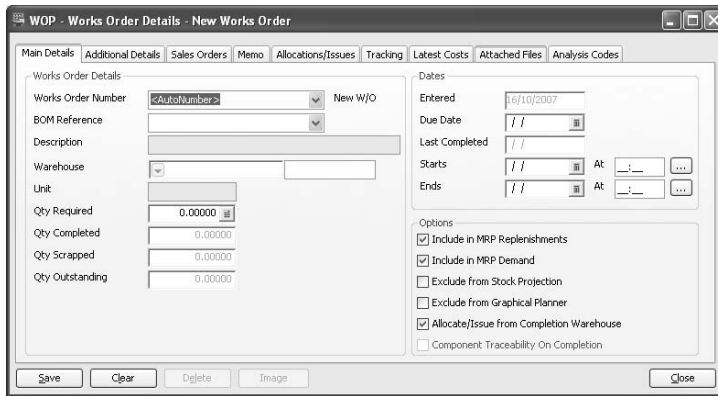 WOP - Works Order Details - New Works Order
Main Details Additional Details Sales Orders Memo Allocations/Issues Tracking Latest Costs Attached Files Analysis Codes
Works Order Details
Works Order Number <AutoNumber> New W/O
BOM Reference
Description
Warehouse
Unit
Qty Required 0.00000
Qty Completed 0.00000
Qty Scrapped 0.00000
Qty Outstanding 0.00000
Dates
Entered 16/10/2007
Due Date / /
Last Completed / /
Starts / / At __:__ ...
Ends / / At __:__ ...
Options
Include in MRP Replenishments
Include in MRP Demand
Exclude from Stock Projection
Exclude from Graphical Planner
Allocate/Issue from Completion Warehouse
Component Traceability On Completion
Save Clear Delete Image Close